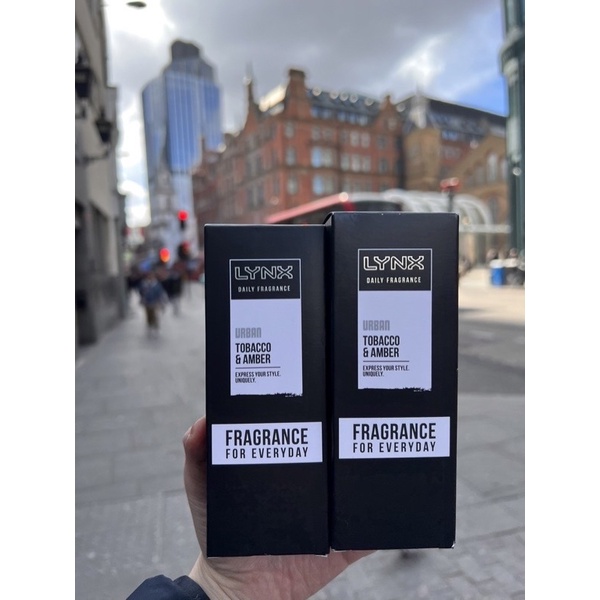 LYNX
DAILY FRAGRANCE
URBAN
TOBACCO
& AMBER
EXPRESS YOUR STYLE.
UNIQUELY.
FRAGRANCE
FOR EVERYDAY
LYNX
DAILY FRAGRANCE
URBAN
TOBACCO
& AMBER
EXPRESS YOUR STYLE.
UNIQUELY.
FRAGRANCE
FOR EVERYDAY